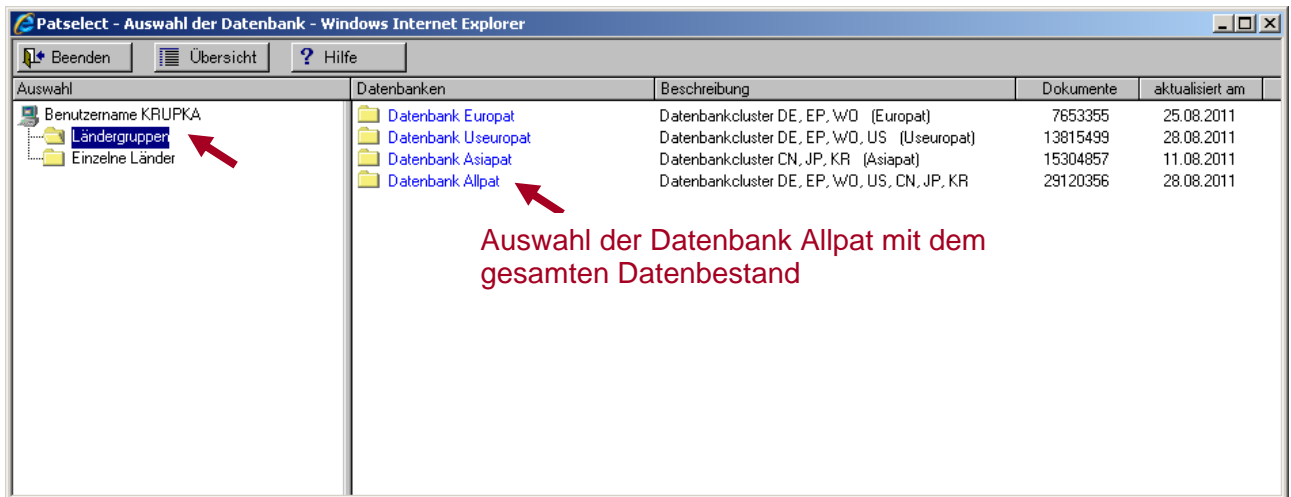 Patselect - Auswahl der Datenbank - Windows Internet Explorer
Beenden Übersicht ? Hilfe
Auswahl Datenbanken Beschreibung Dokumente aktualisiert am
Benutzername KRUPKA Datenbank Europat Datenbankcluster DE, EP, WO (Europat) 7653355 25.08.2011
Ländergruppen Datenbank Useuropat Datenbankcluster DE, EP, WO, US (Useuropat) 13815499 28.08.2011
Einzelne Länder Datenbank Asiapat Datenbankcluster CN, JP, KR (Asiapat) 15304857 11.08.2011
Datenbank Allpat Datenbankcluster DE, EP, WO, US, CN, JP, KR 29120356 28.08.2011
Auswahl der Datenbank Allpat mit dem
gesamten Datenbestand